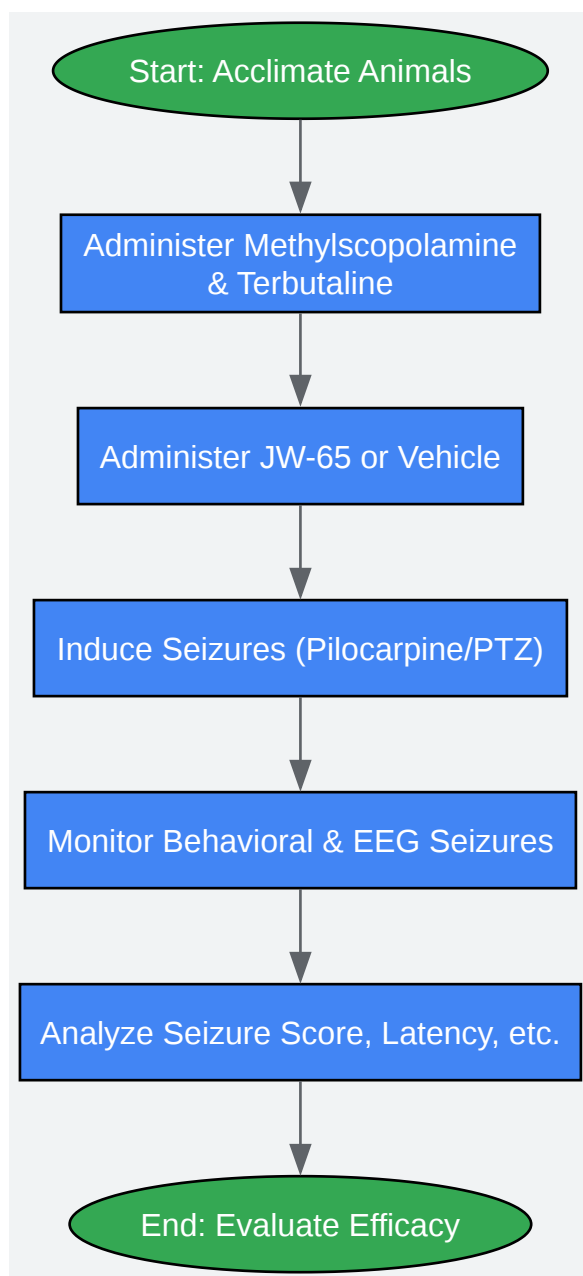 Start: Acclimate Animals
Administer Methylscopolamine
& Terbutaline
Administer JW-65 or Vehicle
Induce Seizures (Pilocarpine/PTZ)
Monitor Behavioral & EEG Seizures
Analyze Seizure Score, Latency, etc.
End: Evaluate Efficacy